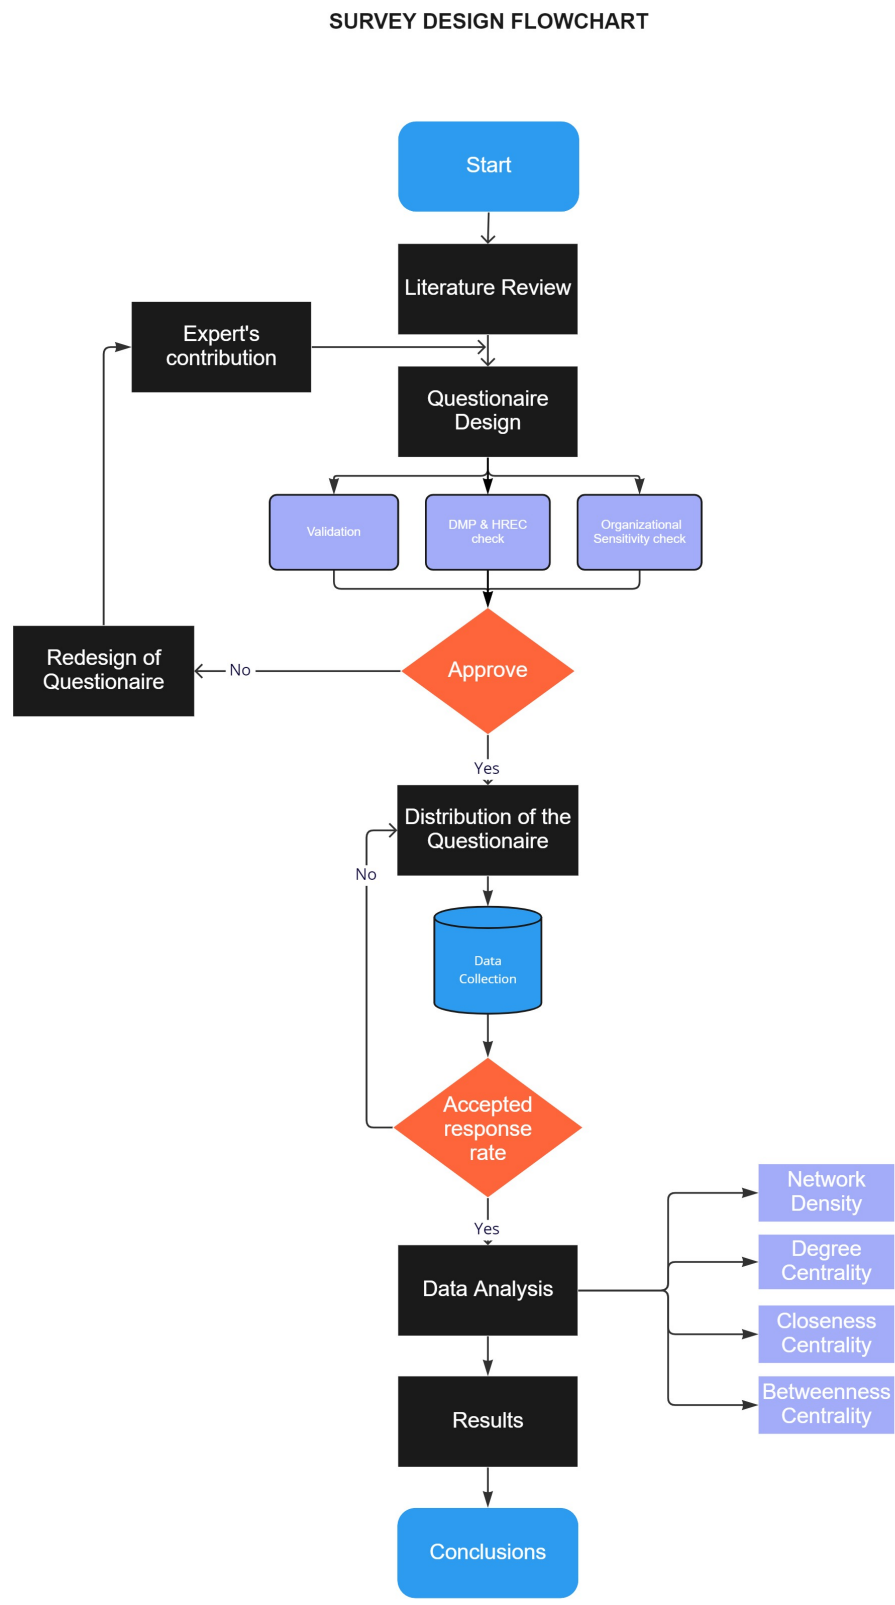 SURVEY DESIGN FLOWCHART
Start
Literature Review
Expert's
contribution
Questionaire
Design
Validation
DMP & HREC
check
Organizational
Sensitivity check
Approve
No
Redesign of
Questionaire
Yes
Distribution of the
Questionaire
No
Data
Collection
Accepted
response
rate
Yes
Data Analysis
Network
Density
Degree
Centrality
Closeness
Centrality
Betweenness
Centrality
Results
Conclusions